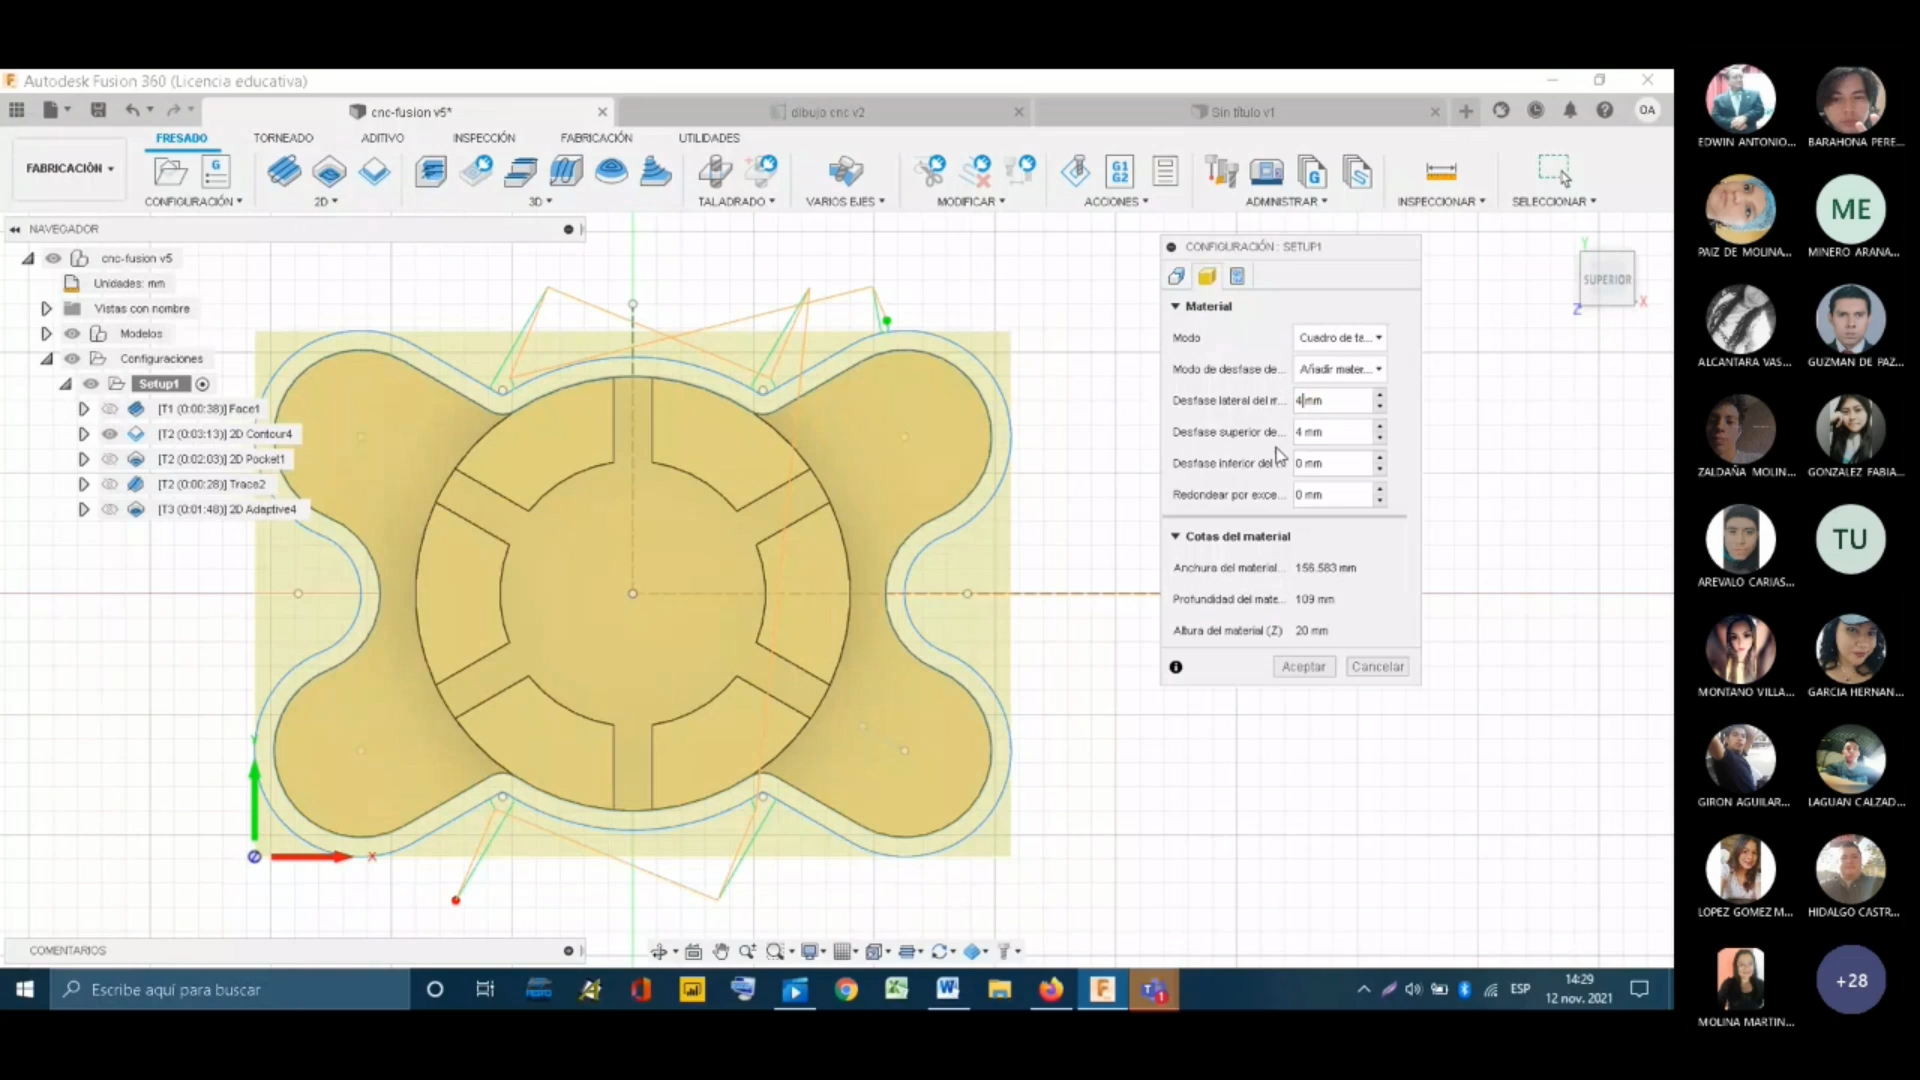 Autodesk Fusion 360 (Licencia educativa)
cnc-fusion v5*
dibujo cnc v2
Sin título v1
OA
FRESADO
TORNEADO
ADITIVO
INSPECCIÓN
FABRICACIÓN
UTILIDADES
FABRICACIÓN
G
G1
G2
G
CONFIGURACIÓN
2D
3D
TALADRADO
VARIOS EJES
MODIFICAR
ACCIONES
ADMINISTRAR
INSPECCIONAR
SELECCIONAR
NAVEGADOR
cnc-fusion v5
Unidades: mm
Vistas con nombre
Modelos
Configuraciones
Setup1
[T1 (0:00:38)] Face1
[T2 (0:03:13)] 2D Contour4
[T2 (0:02:03)] 2D Pocket1
[T2 (0:00:28)] Trace2
[T3 (0:01:48)] 2D Adaptive4
Y
X
CONFIGURACIÓN : SETUP1
Material
Modo
Cuadro de ta...
Modo de desfase de...
Añadir mater...
Desfase lateral del m...
4 mm
Desfase superior de...
4 mm
Desfase inferior del
0 mm
Redondear por exce...
0 mm
Cotas del material
Anchura del material...
156.583 mm
Profundidad del mate...
109 mm
Altura del material (Z)
20 mm
Aceptar
Cancelar
Y
SUPERIOR
X
Z
COMENTARIOS
Escribe aquí para buscar
ESP
14:29
12 nov. 2021
EDWIN ANTONIO...
BARAHONA PERE...
PAIZ DE MOLINA...
ME
MINERO ARANA...
ALCANTARA VAS...
GUZMAN DE PAZ...
ZALDAÑA MOLIN...
GONZALEZ FABIA...
AREVALO CARIAS...
TU
MONTANO VILLA...
GARCIA HERNAN...
GIRON AGUILAR...
LAGUAN CALZAD...
LOPEZ GOMEZ M...
HIDALGO CASTR...
MOLINA MARTIN...
+28